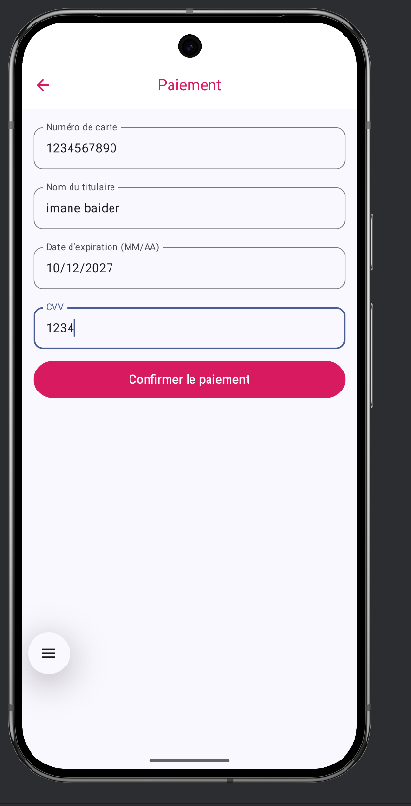 Paiement
Numéro de carte
1234567890
Nom du titulaire
imane baider
Date d'expiration (MM/AA)
10/12/2027
CVV
1234
Confirmer le paiement